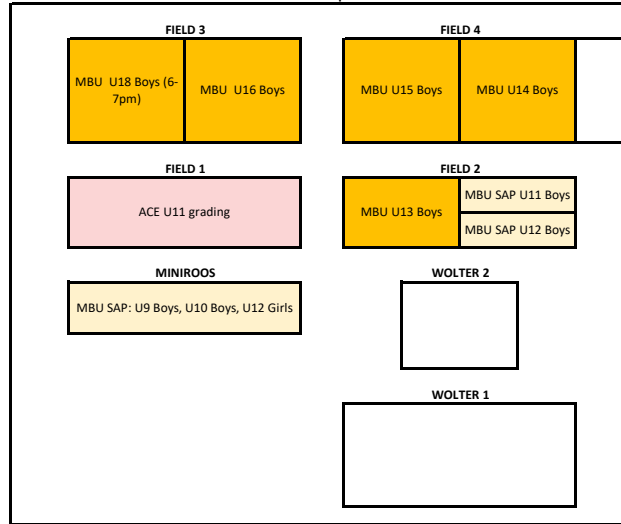 FIELD 3
FIELD 4
MBU U18 Boys (6-
7pm)
MBU U16 Boys
MBU U15 Boys
MBU U14 Boys
FIELD 1
FIELD 2
ACE U11 grading
MBU U13 Boys
MBU SAP U11 Boys
MBU SAP U12 Boys
MINIROOS
WOLTER 2
MBU SAP: U9 Boys, U10 Boys, U12 Girls
WOLTER 1